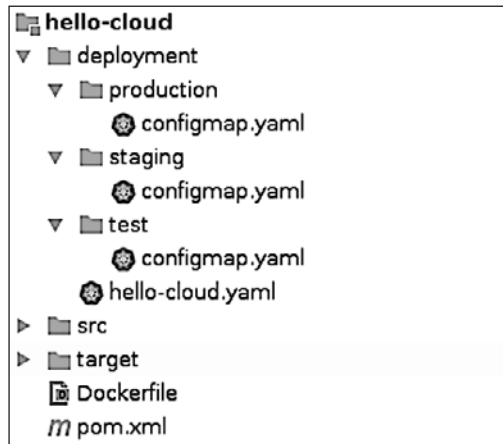 hello-cloud
deployment
production
configmap.yaml
staging
configmap.yaml
test
configmap.yaml
hello-cloud.yaml
src
target
Dockerfile
pom.xml